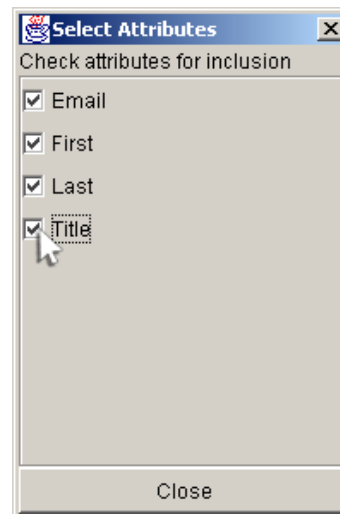 Select Attributes
Check attributes for inclusion
Email
First
Last
Title
Close